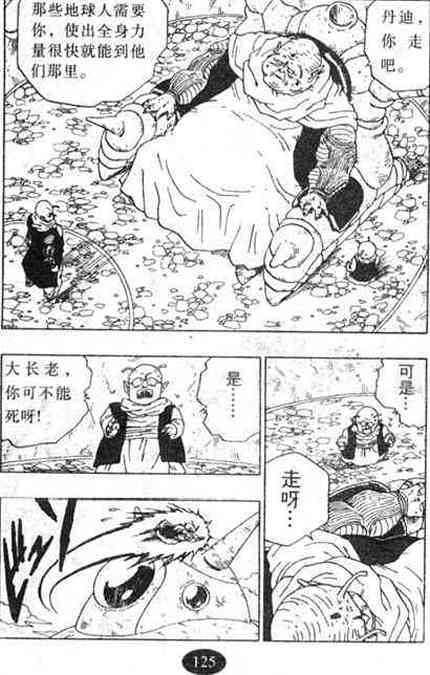 丹迪，
你走
吧。
那些地球人需要
你，使出全身力
量很快就能到他
们那里。
可是…
走呀…
是……
大长老，
你可不能
死呀!
125